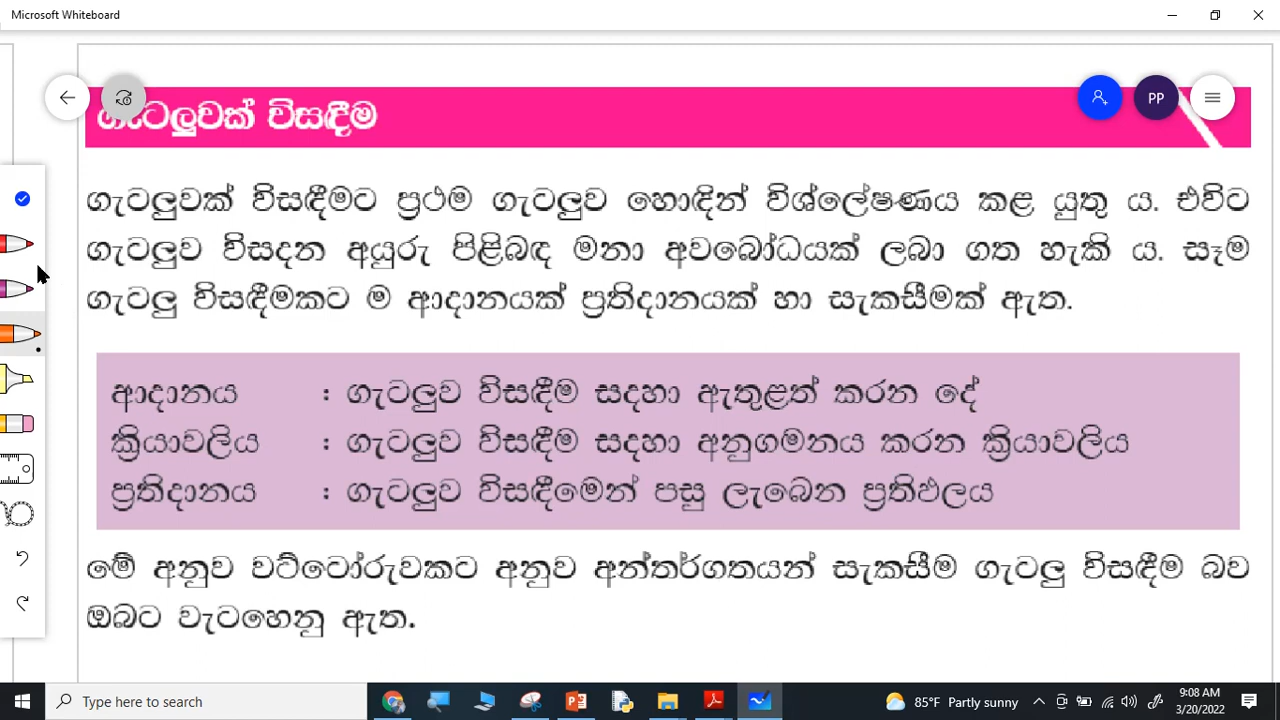 Microsoft Whiteboard
ගැටලුවක් විසඳීම
PP
ගැටලුවක් විසඳීමට ප්‍රථම ගැටලුව හොඳින් විශ්ලේෂණය කළ යුතු ය. එවිට
ගැටලුව විසඳන අයුරු පිළිබඳ මනා අවබෝධයක් ලබා ගත හැකි ය. සෑම
ගැටලු විසඳීමකට ම ආදානයක් ප්‍රතිදානයක් හා සැකසීමක් ඇත.
ආදානය : ගැටලුව විසඳීම සඳහා ඇතුළත් කරන දේ
ක්‍රියාවලිය : ගැටලුව විසඳීම සඳහා අනුගමනය කරන ක්‍රියාවලිය
ප්‍රතිදානය : ගැටලුව විසඳීමෙන් පසු ලැබෙන ප්‍රතිඵලය
මේ අනුව වට්ටෝරුවකට අනුව අන්තර්ගතයන් සැකසීම ගැටලු විසඳීම බව
ඔබට වැටහෙනු ඇත.
Type here to search
85°F Partly sunny
9:08 AM
3/20/2022